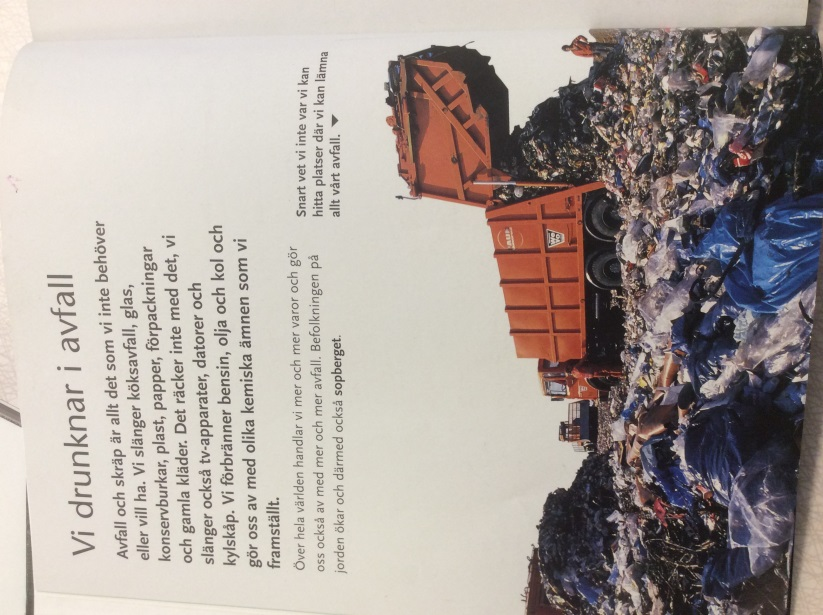 Vi drunknar i avfall
Avfall och skräp är allt det som vi inte behöver
eller vill ha. Vi slänger köksavfall, glas,
konservburkar, plast, papper, förpackningar
och gamla kläder. Det räcker inte med det, vi
slänger också tv-apparater, datorer och
kylskåp. Vi förbränner bensin, olja och kol och
gör oss av med olika kemiska ämnen som vi
framställt.
Över hela världen handlar vi mer och mer varor och gör
oss också av med mer och mer avfall. Befolkningen på
jorden ökar och därmed också sopberget.
Snart vet vi inte var vi kan
hitta platser där vi kan lämna
allt vårt avfall.